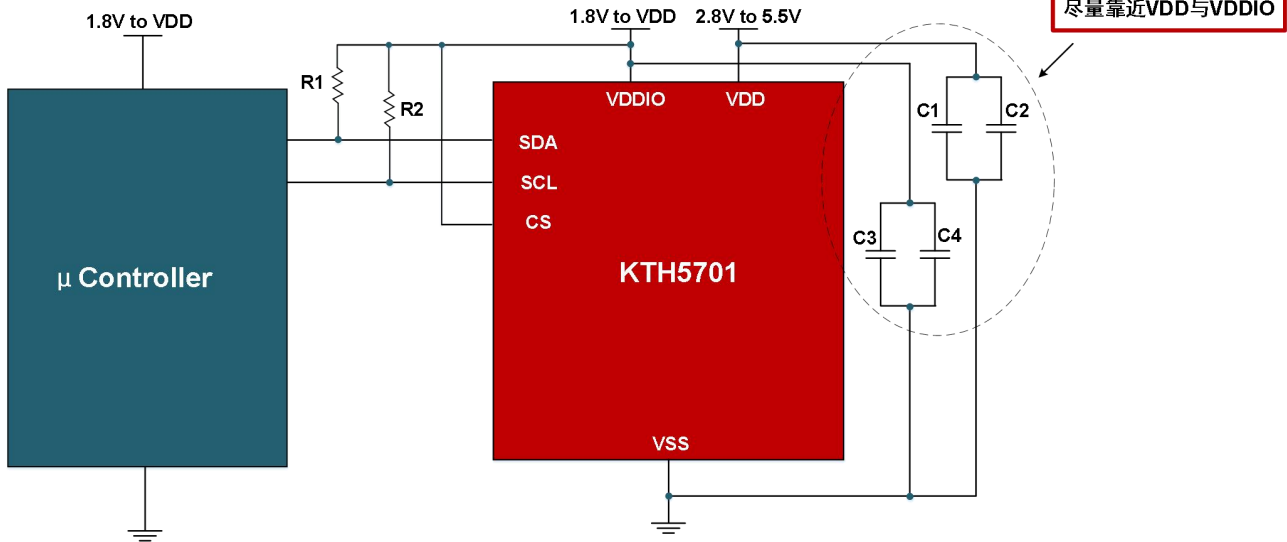 尽量靠近VDD与VDDIO
1.8V to VDD
1.8V to VDD
2.8V to 5.5V
R1
R2
VDDIO
VDD
C1
C2
SDA
SCL
CS
C3
C4
μ Controller
KTH5701
VSS